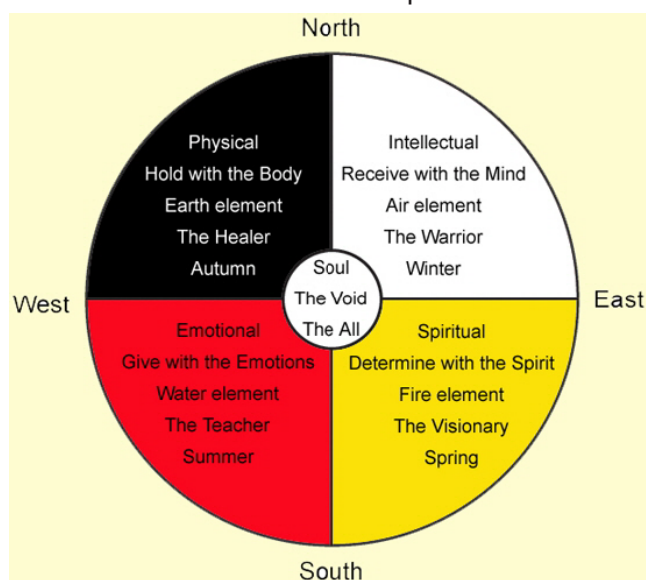 North
Physical
Hold with the Body
Earth element
The Healer
Autumn
Intellectual
Receive with the Mind
Air element
The Warrior
Winter
West
Soul
The Void
The All
East
Emotional
Give with the Emotions
Water element
The Teacher
Summer
Spiritual
Determine with the Spirit
Fire element
The Visionary
Spring
South